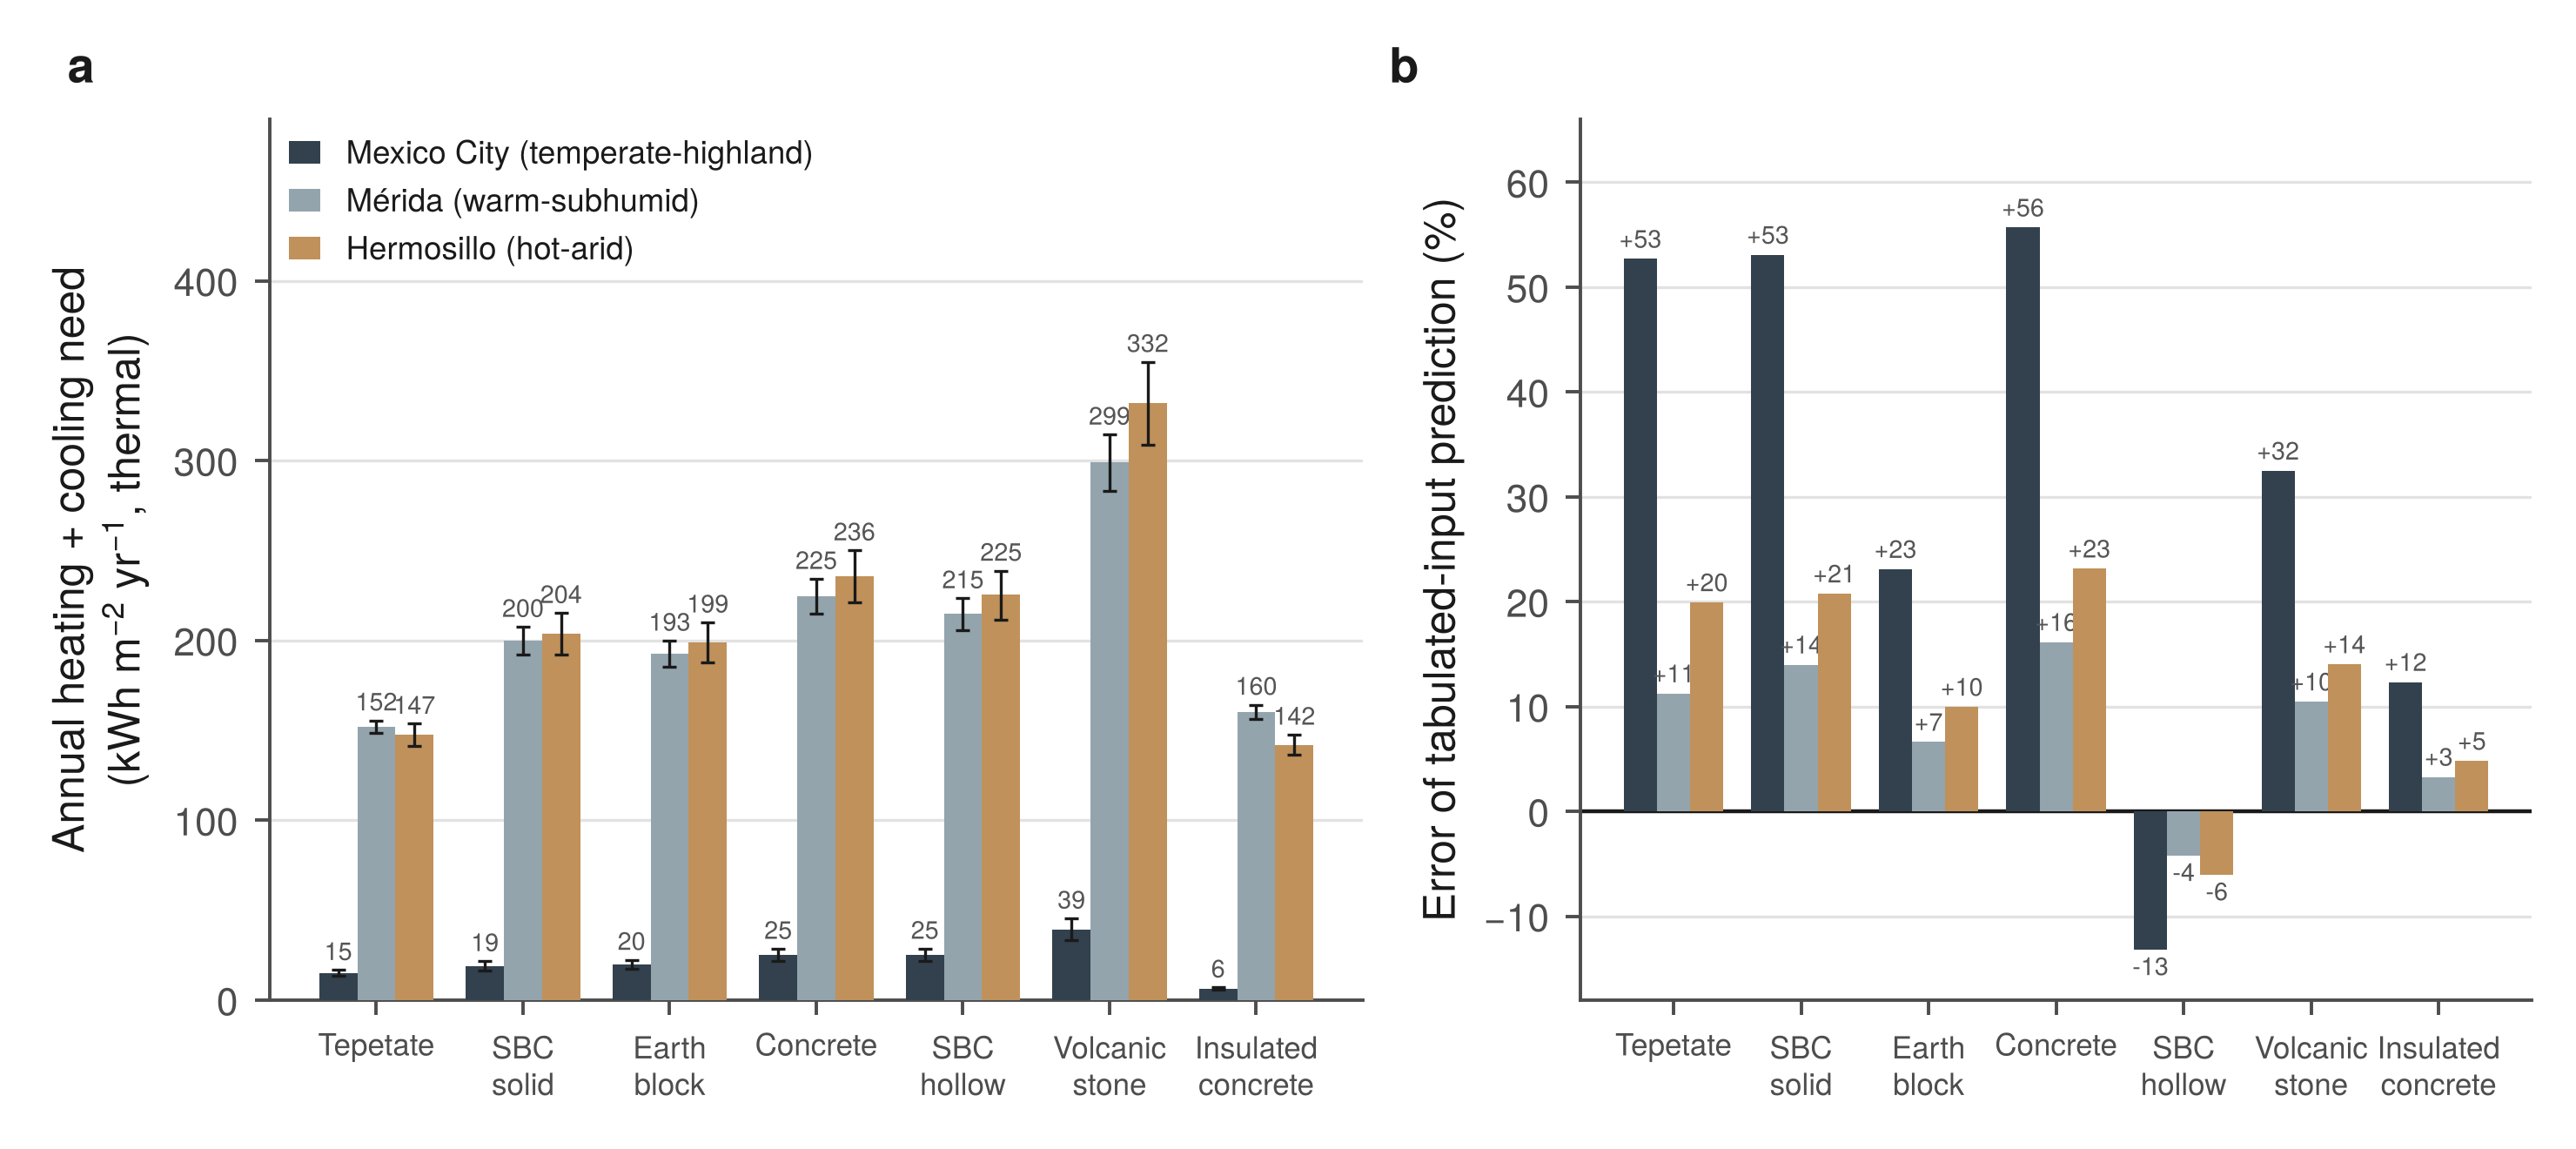 a
Mexico City (temperate-highland)
Mérida (warm-subhumid)
Hermosillo (hot-arid)
Annual heating + cooling need
(kWh m⁻² yr⁻¹, thermal)
400
300
200
100
0
15
152
147
19
200
204
20
193
199
25
225
236
25
215
225
39
299
332
6
160
142
Tepetate
SBC
solid
Earth
block
Concrete
SBC
hollow
Volcanic
stone
Insulated
concrete
b
Error of tabulated-input prediction (%)
60
50
40
30
20
10
0
−10
+53
+11
+20
+53
+14
+21
+23
+7
+10
+56
+16
+23
-13
-4
-6
+32
+10
+14
+12
+3
+5
Tepetate
SBC
solid
Earth
block
Concrete
SBC
hollow
Volcanic
stone
Insulated
concrete